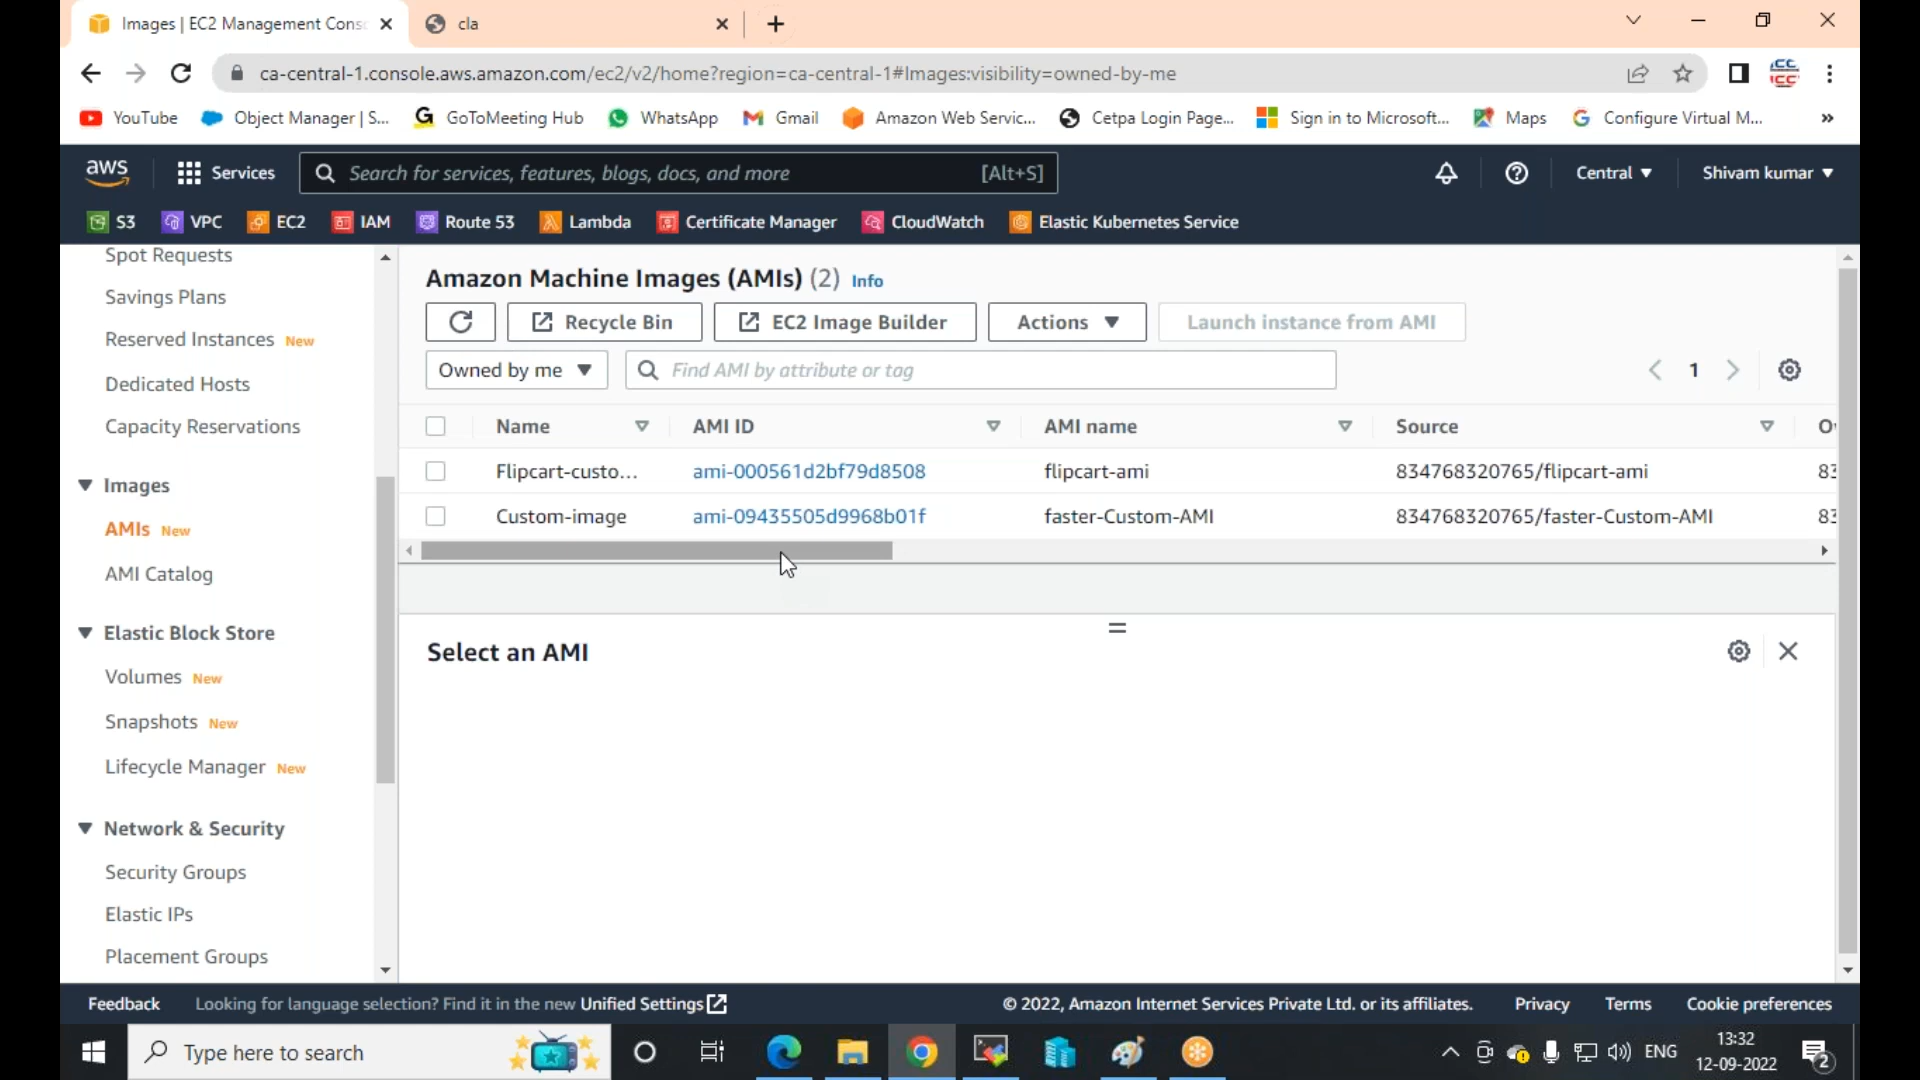 Images | EC2 Management Cons
cla
ca-central-1.console.aws.amazon.com/ec2/v2/home?region=ca-central-1#Images:visibility=owned-by-me
YouTube
Object Manager | S...
GoToMeeting Hub
WhatsApp
Gmail
Amazon Web Servic...
Cetpa Login Page...
Sign in to Microsoft...
Maps
Configure Virtual M...
»
aws
Services
Search for services, features, blogs, docs, and more
[Alt+S]
Central
Shivam kumar
S3
VPC
EC2
IAM
Route 53
Lambda
Certificate Manager
CloudWatch
Elastic Kubernetes Service
Spot Requests
Savings Plans
Reserved Instances New
Dedicated Hosts
Capacity Reservations
Images
AMIs New
AMI Catalog
Elastic Block Store
Volumes New
Snapshots New
Lifecycle Manager New
Network & Security
Security Groups
Elastic IPs
Placement Groups
Amazon Machine Images (AMIs) (2) Info
Recycle Bin
EC2 Image Builder
Actions
Launch instance from AMI
Owned by me
Find AMI by attribute or tag
1
Name AMI ID AMI name Source
Flipcart-custo... ami-000561d2bf79d8508 flipcart-ami 834768320765/flipcart-ami 83
Custom-image ami-09435505d9968b01f faster-Custom-AMI 834768320765/faster-Custom-AMI 83
Select an AMI
Feedback
Looking for language selection? Find it in the new Unified Settings
© 2022, Amazon Internet Services Private Ltd. or its affiliates.
Privacy
Terms
Cookie preferences
Type here to search
ENG
13:32
12-09-2022
2